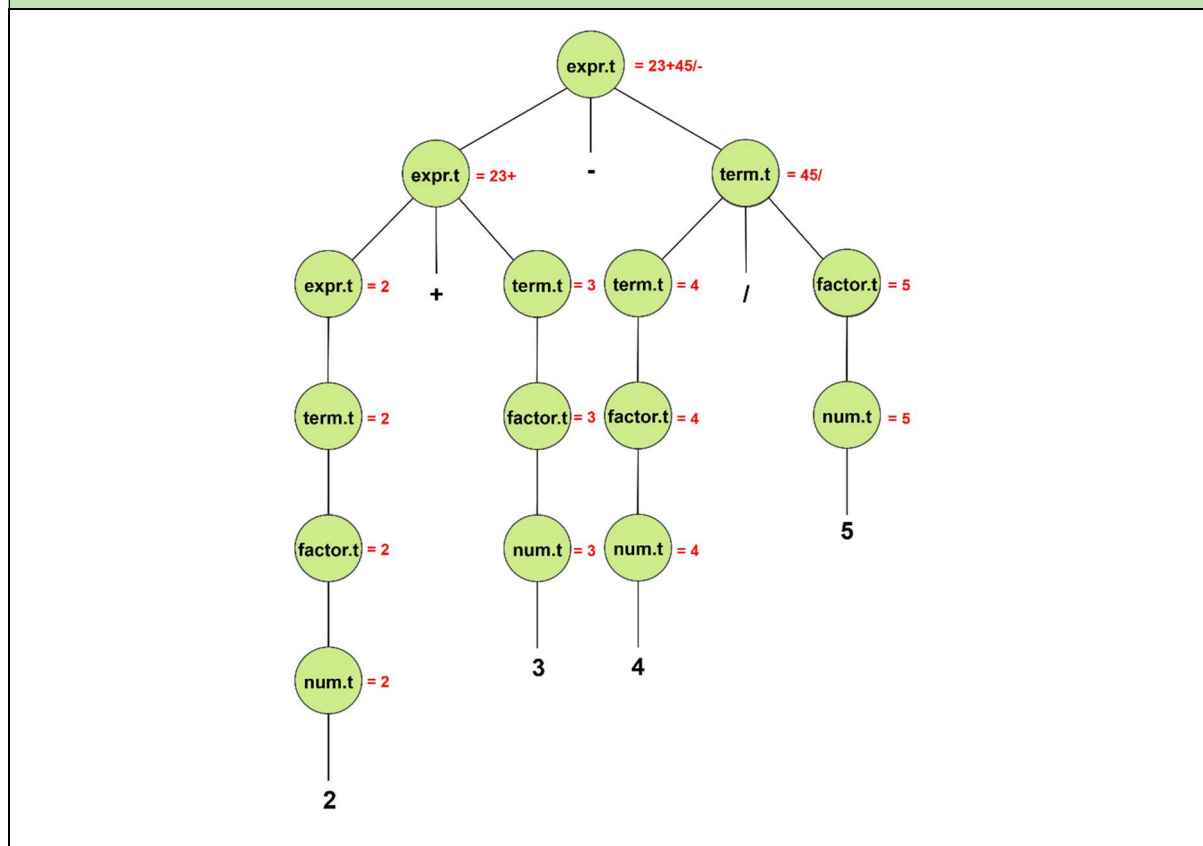 expr.t = 23+45/-
expr.t = 23+ - term.t = 45/
expr.t = 2 + term.t = 3 term.t = 4 / factor.t = 5
term.t = 2 factor.t = 3 factor.t = 4 num.t = 5
factor.t = 2 num.t = 3 num.t = 4 5
num.t = 2 3 4
2